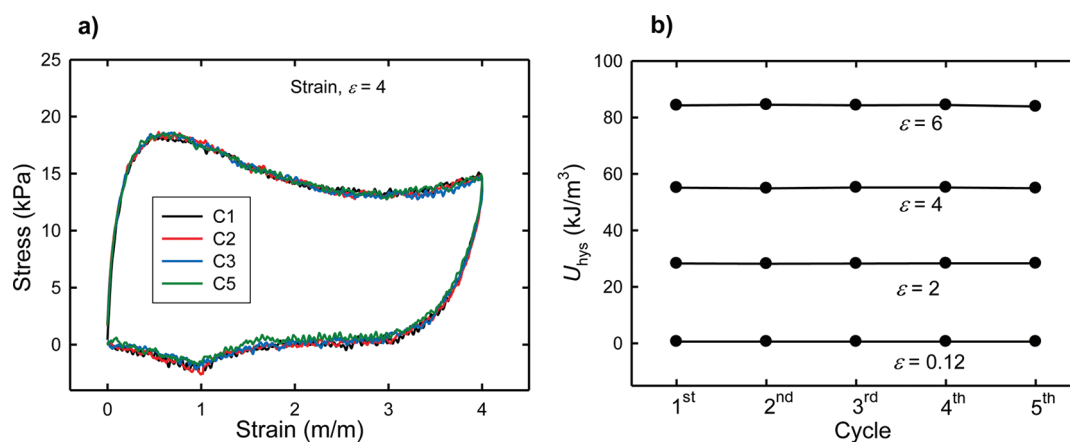 a)
25
20
15
10
5
0
Stress (kPa)
Strain, ε = 4
C1
C2
C3
C5
0
1
2
3
4
Strain (m/m)
b)
100
80
60
40
20
0
Uhys (kJ/m³)
ε = 6
ε = 4
ε = 2
ε = 0.12
1st
2nd
3rd
4th
5th
Cycle